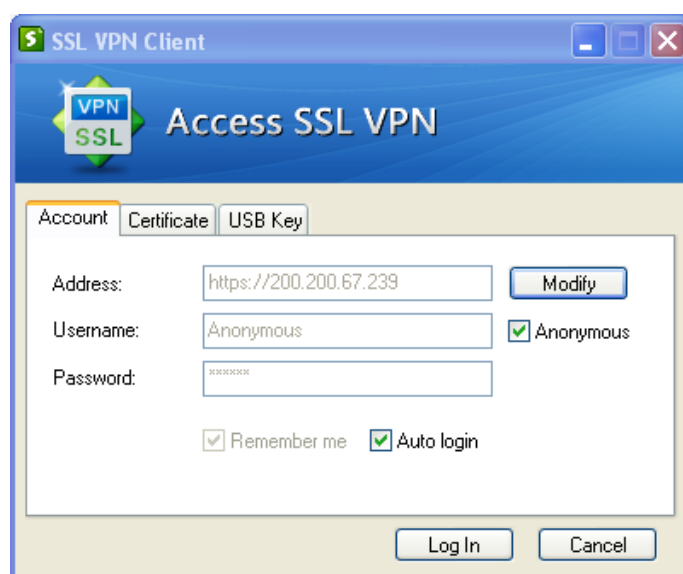 SSL VPN Client
VPN
SSL
Access SSL VPN
Account Certificate USB Key
Address: https://200.200.67.239 Modify
Username: Anonymous Anonymous
Password: ******
Remember me Auto login
Log In Cancel